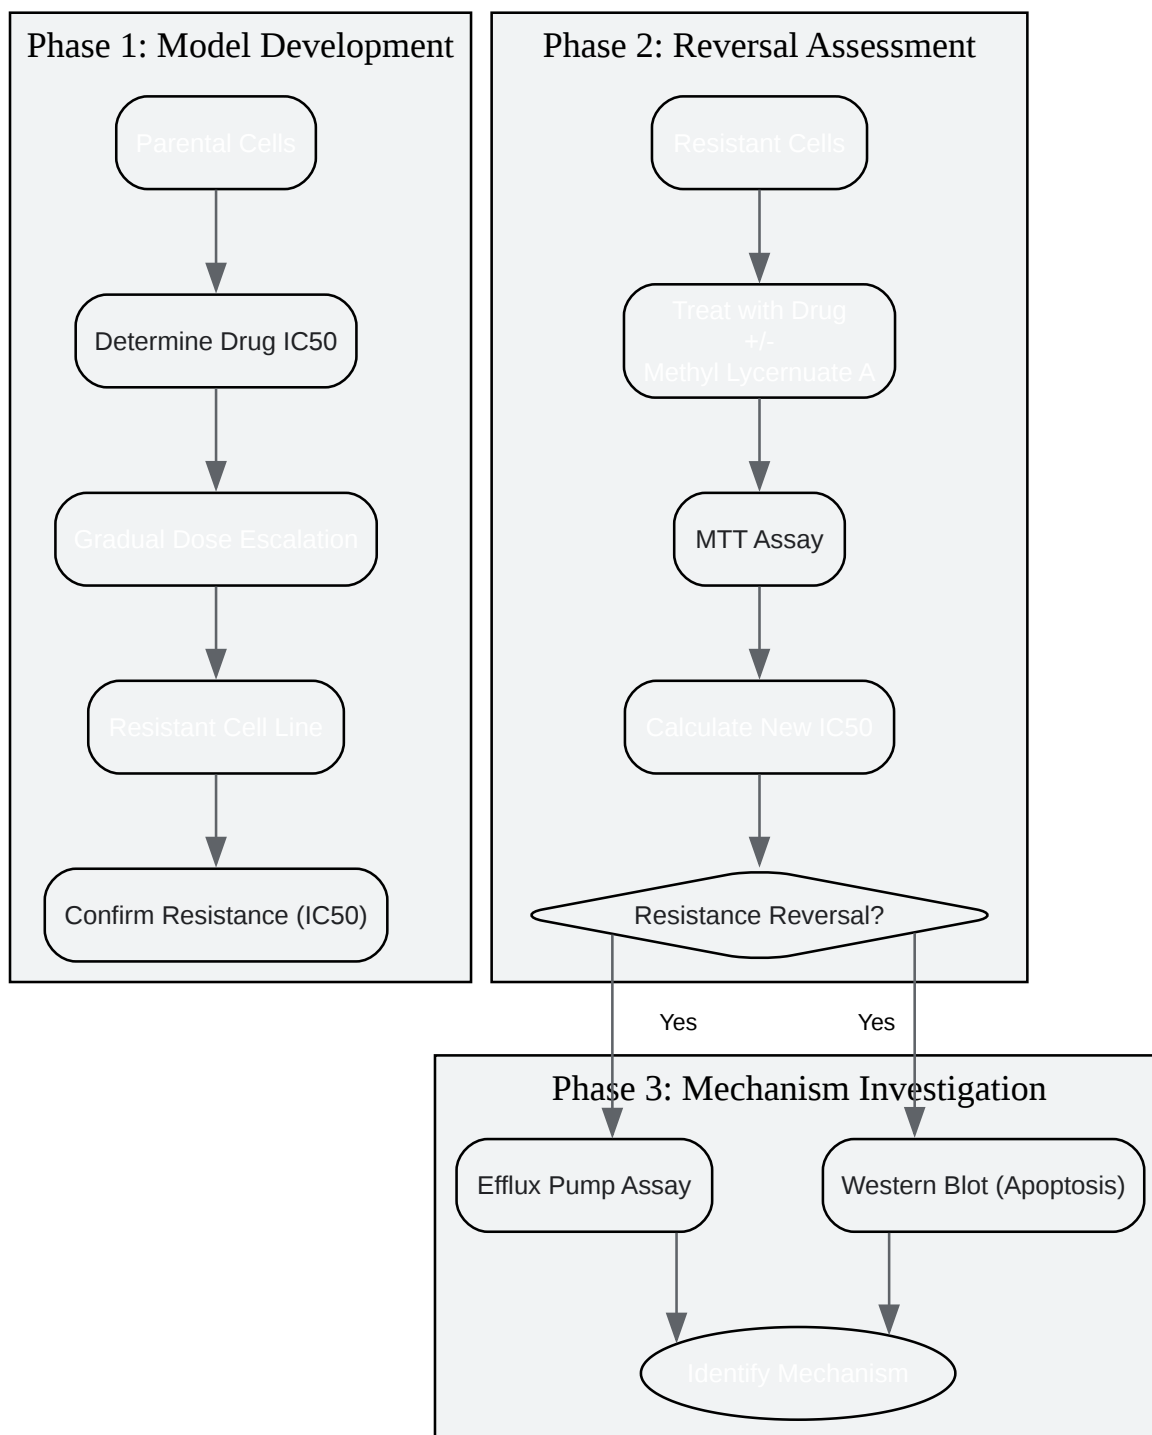 Phase 1: Model Development
Parental Cells
Determine Drug IC50
Gradual Dose Escalation
Resistant Cell Line
Confirm Resistance (IC50)
Phase 2: Reversal Assessment
Resistant Cells
Treat with Drug
+/-
Methyl Lycernuate A
MTT Assay
Calculate New IC50
Resistance Reversal?
Yes
Yes
Phase 3: Mechanism Investigation
Efflux Pump Assay
Western Blot (Apoptosis)
Identify Mechanism